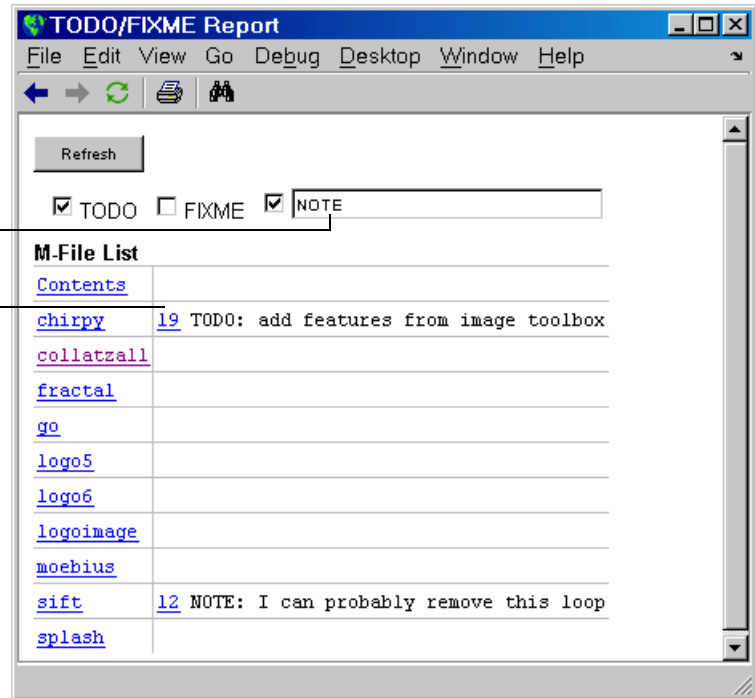 TODO/FIXME Report
File Edit View Go Debug Desktop Window Help
Refresh
TODO FIXME NOTE
M-File List
Contents
chirpy 19 TODO: add features from image toolbox
collatzall
fractal
go
logo5
logo6
logoimage
moebius
sift 12 NOTE: I can probably remove this loop
splash